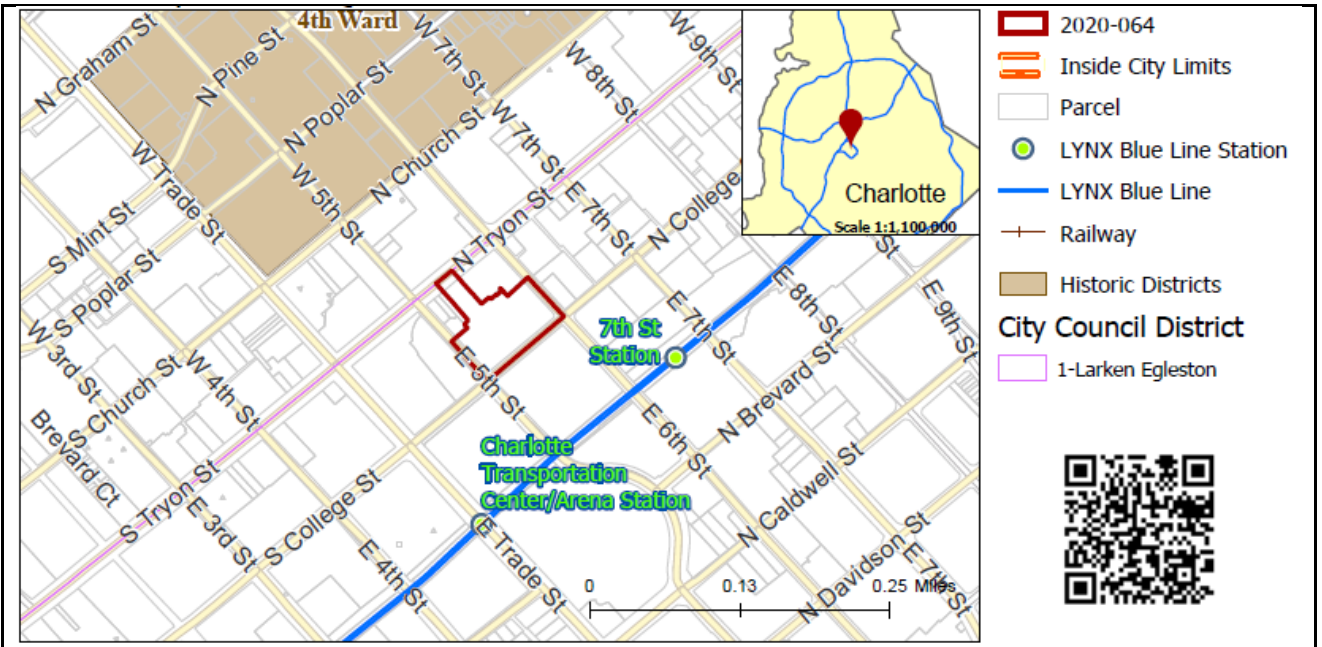 4th Ward
N Graham St
N Pine St
N Poplar St
W 7th St
W 8th St
W 9th St
W 7th St
N Church St
W Trade St
W 5th St
S Mint St
S Poplar St
N Tryon St
E 7th St
N College
W 3rd St
W 4th St
S Church St
Brevard Ct
S Tryon St
E 3rd St
S College St
E 4th St
E 5th St
E Trade St
7th St
Station
E 7th St
E 8th St
St
E 9th St
N Brevard St
E 6th St
N Caldwell St
N Davidson St
E 7th St
Charlotte
Transportation
Center/Arena Station
0
0.13
0.25 Miles
Charlotte
Scale 1:1,100,000
2020-064
Inside City Limits
Parcel
LYNX Blue Line Station
LYNX Blue Line
Railway
Historic Districts
City Council District
1-Larken Egleston